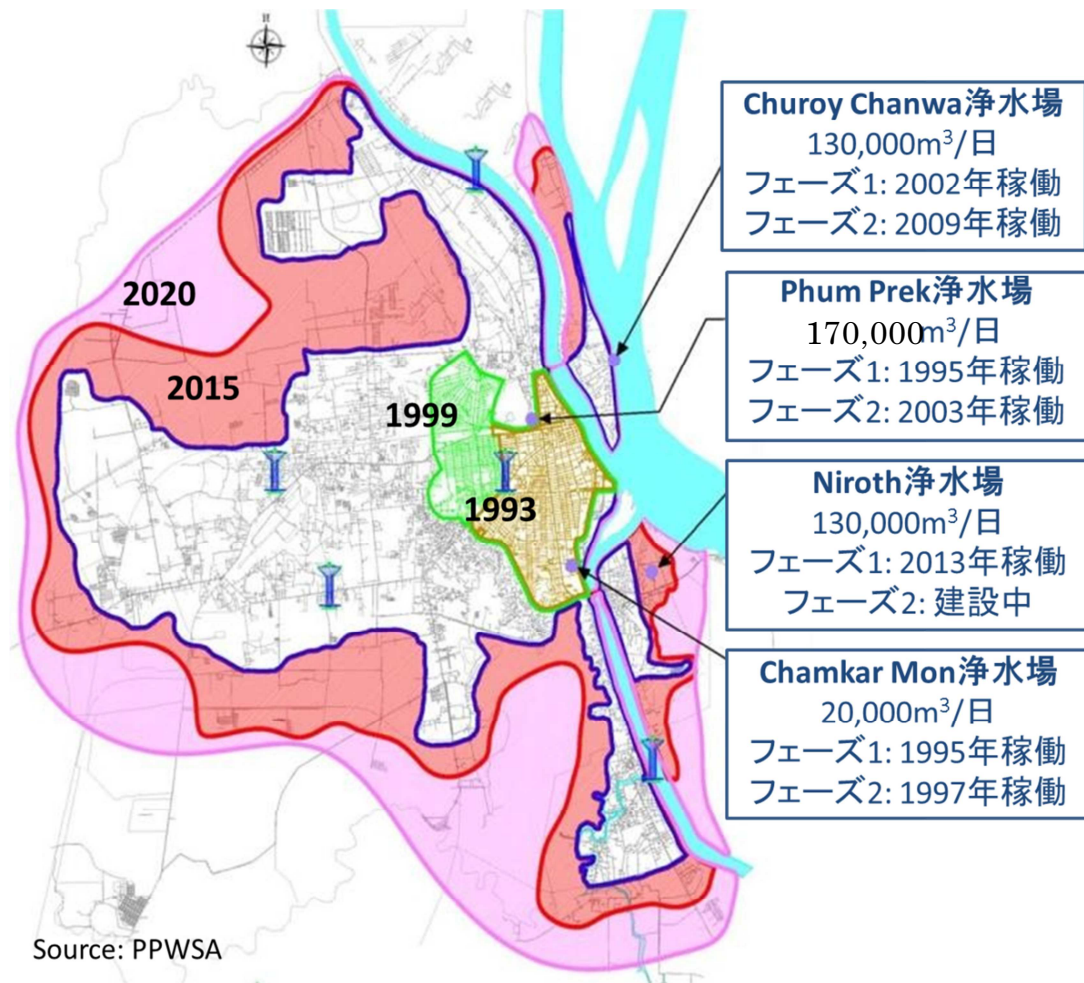 N
2020
2015
1999
1993
Churoy Chanwa浄水場
130,000m³/日
フェーズ1: 2002年稼働
フェーズ2: 2009年稼働
Phum Prek浄水場
170,000m³/日
フェーズ1: 1995年稼働
フェーズ2: 2003年稼働
Niroth浄水場
130,000m³/日
フェーズ1: 2013年稼働
フェーズ2: 建設中
Chamkar Mon浄水場
20,000m³/日
フェーズ1: 1995年稼働
フェーズ2: 1997年稼働
Source: PPWSA